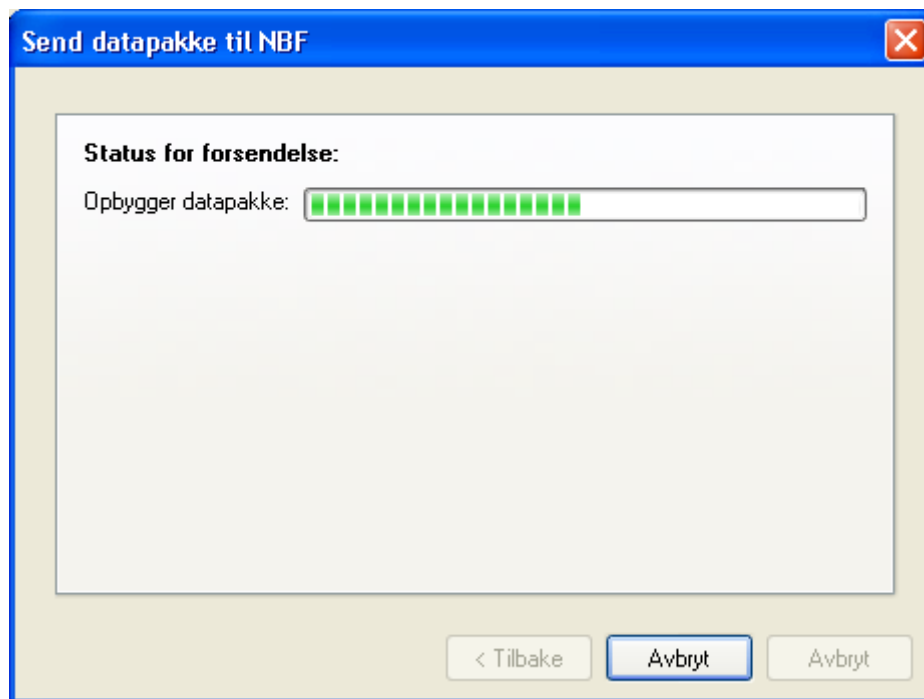 Send datapakke til NBF
Status for forsendelse:
Opbygger datapakke:
< Tilbake Avbryt Avbryt